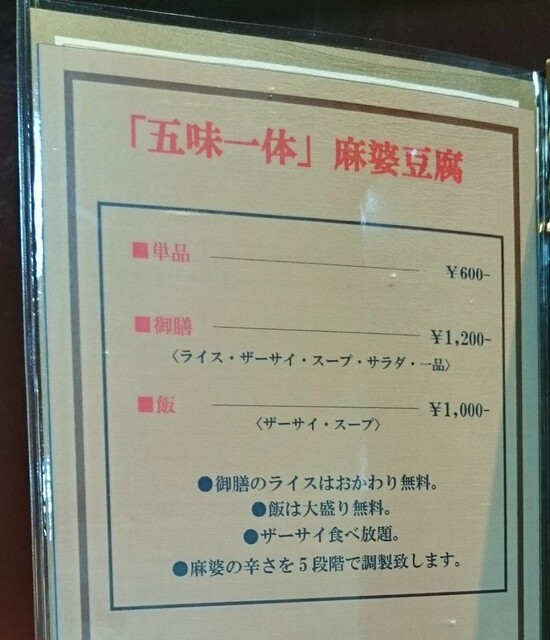 「五味一体」麻婆豆腐
■単品 ￥600-
■御膳 ￥1,200-
〈ライス・ザーサイ・スープ・サラダ・一品〉
■飯 ￥1,000-
〈ザーサイ・スープ〉
●御膳のライスはおかわり無料。
●飯は大盛り無料。
●ザーサイ食べ放題。
●麻婆の辛さを５段階で調製致します。